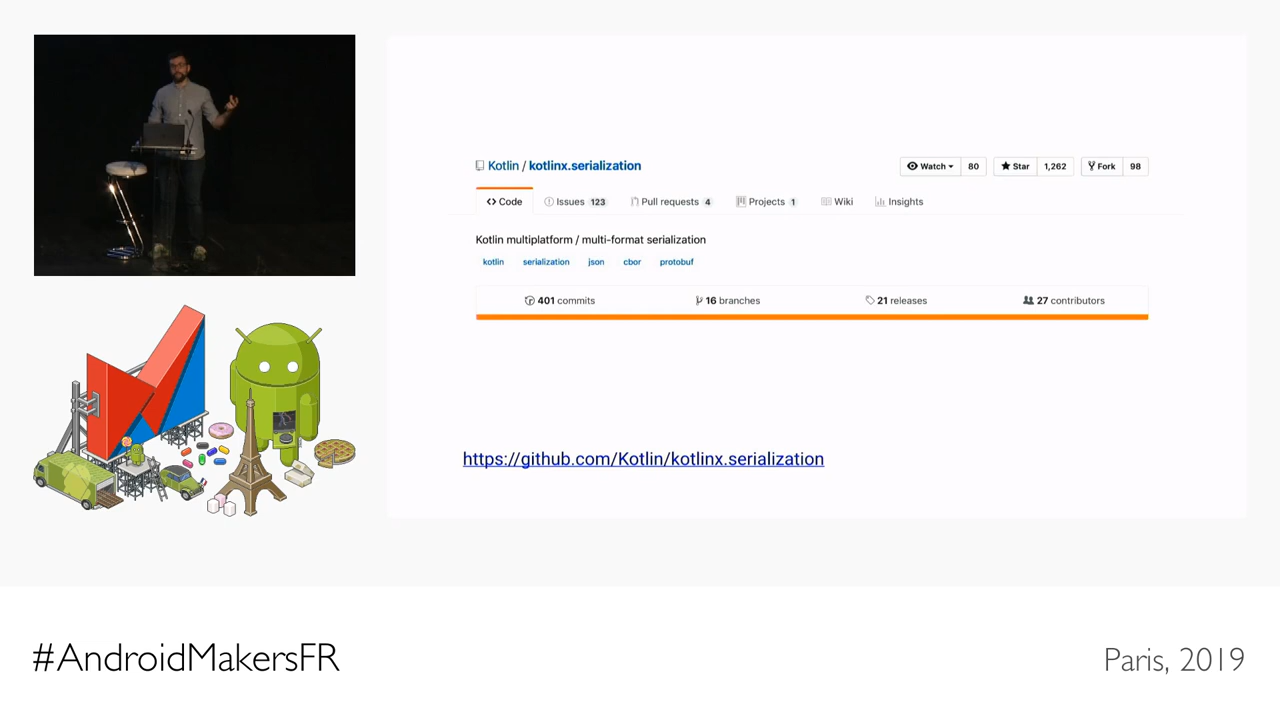 Kotlin / kotlinx.serialization
Watch 80 Star 1,262 Fork 98
Code Issues 123 Pull requests 4 Projects 1 Wiki Insights
Kotlin multiplatform / multi-format serialization
kotlin serialization json cbor protobuf
401 commits 16 branches 21 releases 27 contributors
https://github.com/Kotlin/kotlinx.serialization
#AndroidMakersFR
Paris, 2019